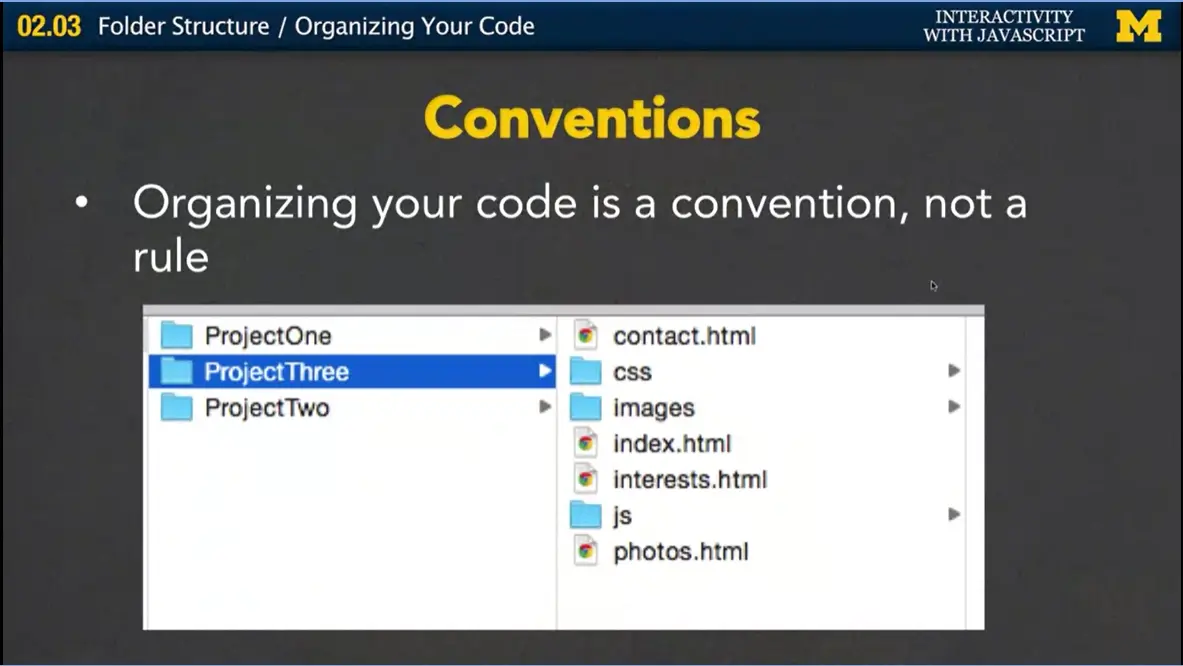 02.03 Folder Structure / Organizing Your Code
INTERACTIVITY
WITH JAVASCRIPT
M
Conventions
• Organizing your code is a convention, not a
rule
ProjectOne
ProjectThree
ProjectTwo
contact.html
css
images
index.html
interests.html
js
photos.html